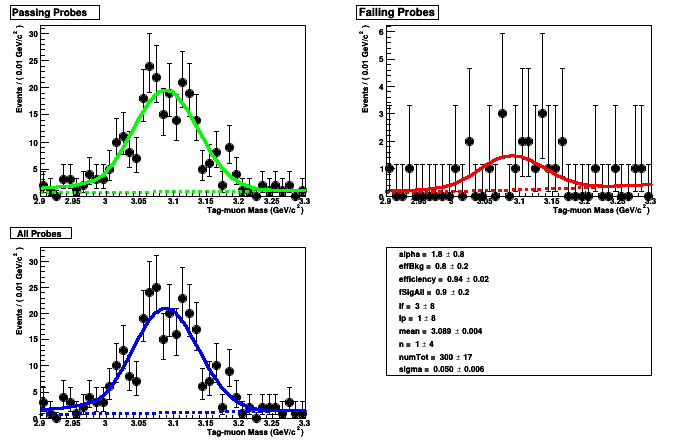 Passing Probes
Events / ( 0.01 GeV/c² )
30
25
20
15
10
5
0
2.9 2.95 3 3.05 3.1 3.15 3.2 3.25 3.3
Tag-muon Mass (GeV/c²)
Failing Probes
Events / ( 0.01 GeV/c² )
6
5
4
3
2
1
0
2.9 2.95 3 3.05 3.1 3.15 3.2 3.25 3.3
Tag-muon Mass (GeV/c²)
All Probes
Events / ( 0.01 GeV/c² )
30
25
20
15
10
5
0
2.9 2.95 3 3.05 3.1 3.15 3.2 3.25 3.3
Tag-muon Mass (GeV/c²)
alpha = 1.8 ± 0.8
effBkg = 0.8 ± 0.2
efficiency = 0.94 ± 0.02
fSigAll = 0.9 ± 0.2
lf = 3 ± 8
lp = 1 ± 8
mean = 3.089 ± 0.004
n = 1 ± 4
numTot = 300 ± 17
sigma = 0.050 ± 0.006